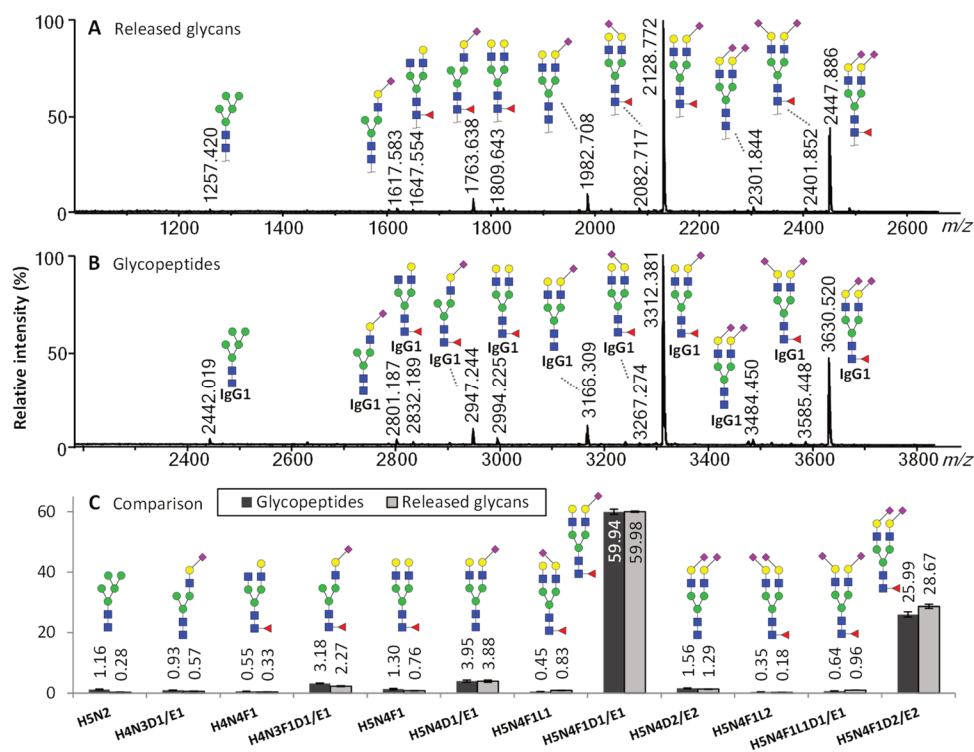 A Released glycans
100
50
0
1257.420
1617.583
1647.554
1763.638
1809.643
1982.708
2082.717
2128.772
2301.844
2401.852
2447.886
1200 1400 1600 1800 2000 2200 2400 2600 m/z
Relative intensity (%)
B Glycopeptides
100
50
0
2442.019
2801.187
2832.189
2947.244
2994.225
3166.309
3267.274
3312.381
3484.450
3585.448
3630.520
IgG1
IgG1
IgG1
IgG1
IgG1
IgG1
IgG1
IgG1
IgG1
IgG1
IgG1
2400 2600 2800 3000 3200 3400 3600 3800 m/z
C Comparison
Glycopeptides Released glycans
60
40
20
0
1.16 0.28
0.93 0.57
0.55 0.33
3.18 2.27
1.30 0.76
3.95 3.88
0.45 0.83
59.94 59.98
1.56 1.29
0.35 0.18
0.64 0.96
25.99 28.67
H5N2
H4N3D1/E1
H4N4F1
H4N3F1D1/E1
H5N4F1
H5N4D1/E1
H5N4F1L1
H5N4F1D1/E1
H5N4D2/E2
H5N4F1L2
H5N4F1L1D1/E1
H5N4F1D2/E2